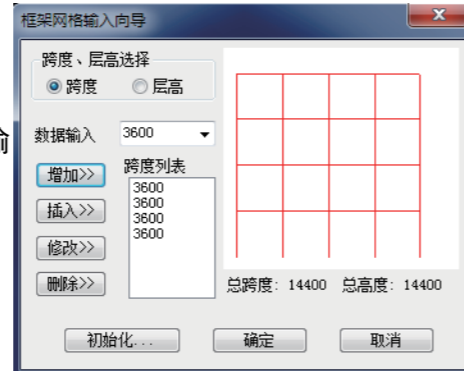 框架网格输入向导
跨度、层高选择
跨度
层高
输
数据输入 3600
增加>>
插入>>
修改>>
删除>>
跨度列表
3600
3600
3600
3600
总跨度: 14400 总高度: 14400
初始化...
确定
取消